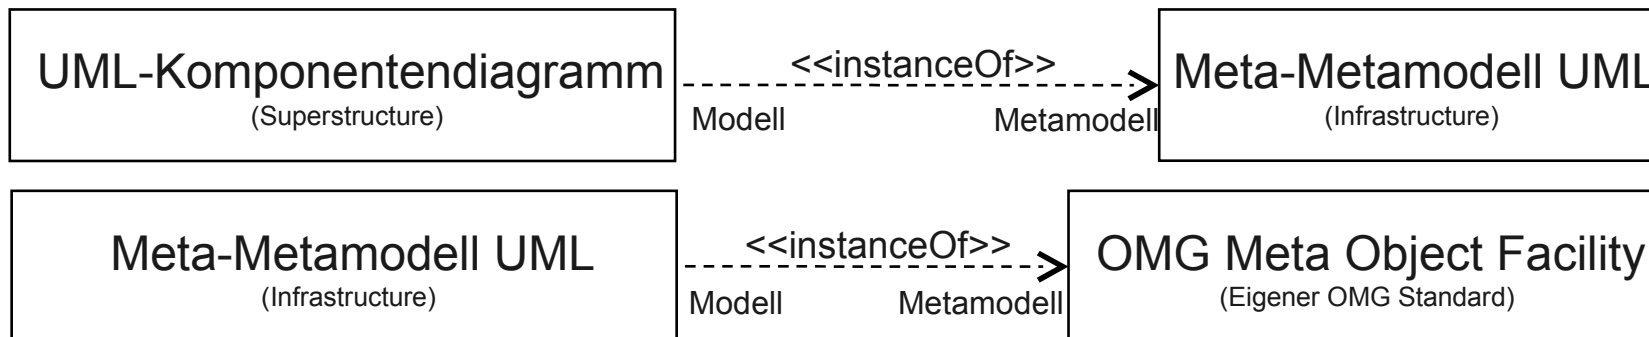 UML-Komponentendiagramm
(Superstructure)
<<instanceOf>>
Modell
Metamodell
Meta-Metamodell UML
(Infrastructure)
Meta-Metamodell UML
(Infrastructure)
<<instanceOf>>
Modell
Metamodell
OMG Meta Object Facility
(Eigener OMG Standard)